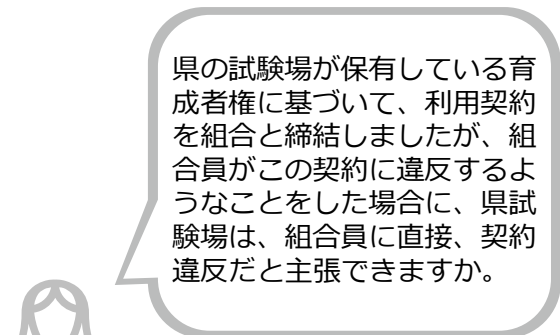 県の試験場が保有している育
成者権に基づいて、利用契約
を組合と締結しましたが、組
合員がこの契約に違反するよ
うなことをした場合に、県試
験場は、組合員に直接、契約
違反だと主張できますか。